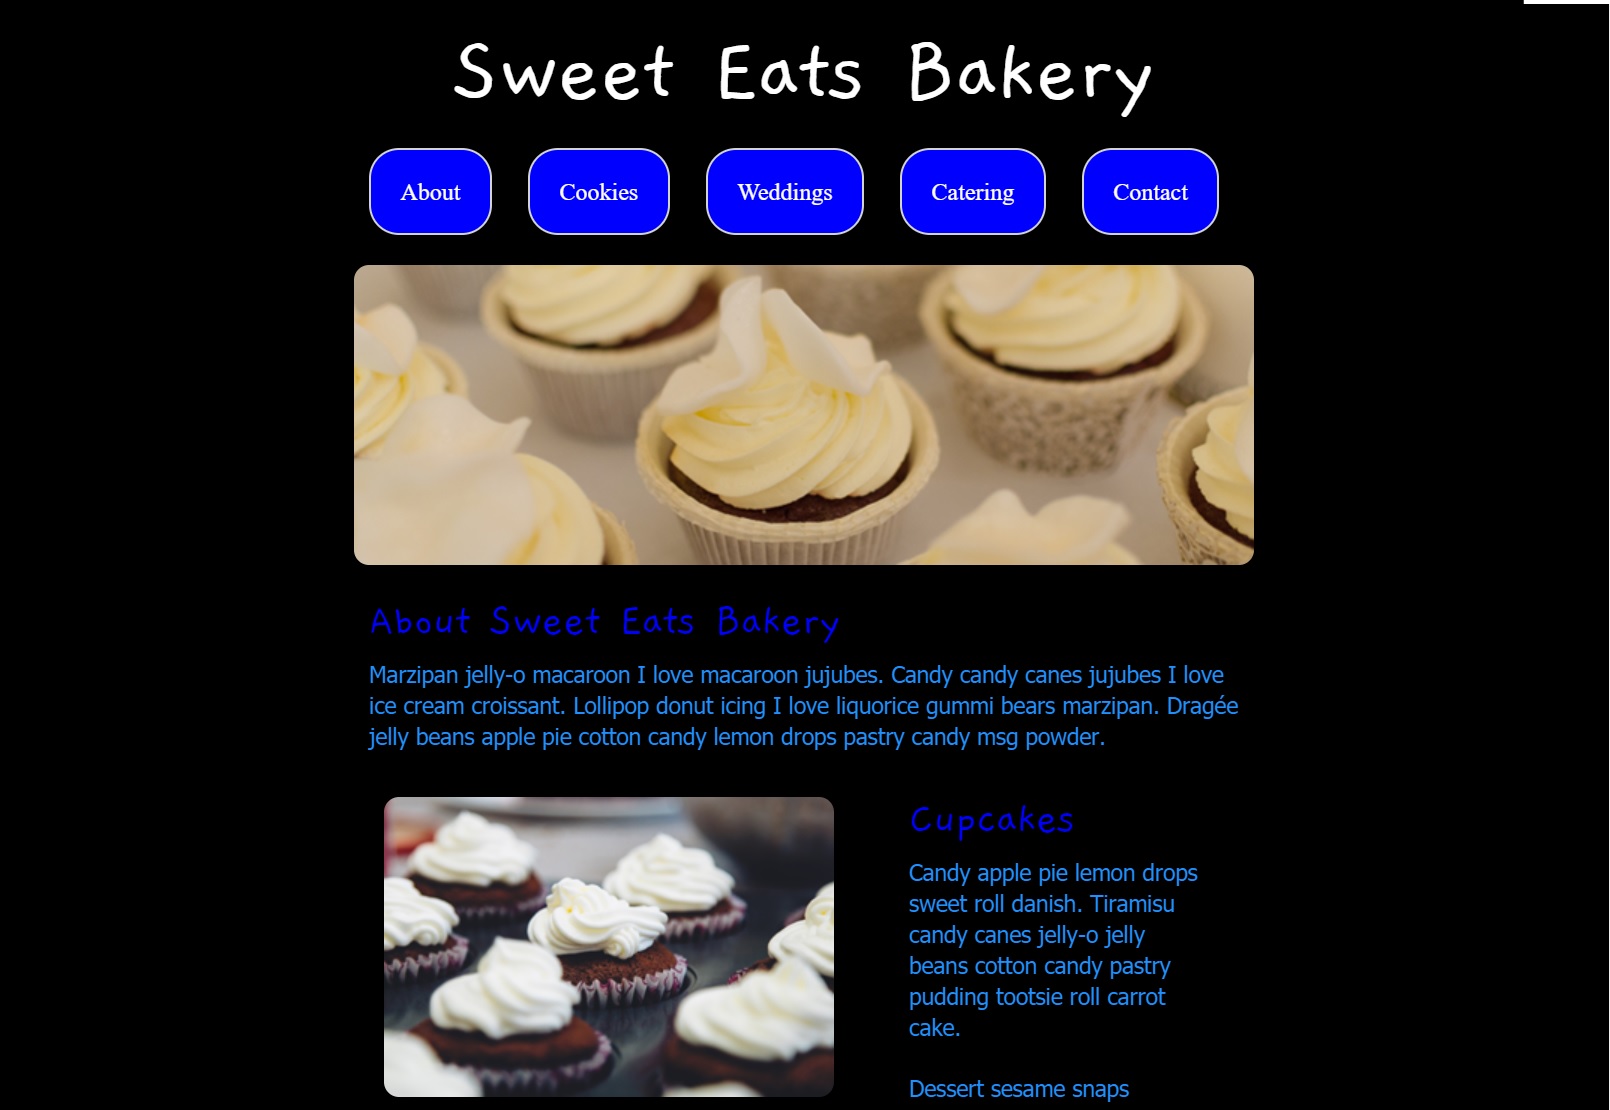 Sweet Eats Bakery
About
Cookies
Weddings
Catering
Contact
About Sweet Eats Bakery
Marzipan jelly-o macaroon I love macaroon jujubes. Candy candy canes jujubes I love
ice cream croissant. Lollipop donut icing I love liquorice gummi bears marzipan. Dragée
jelly beans apple pie cotton candy lemon drops pastry candy msg powder.
Cupcakes
Candy apple pie lemon drops
sweet roll danish. Tiramisu
candy canes jelly-o jelly
beans cotton candy pastry
pudding tootsie roll carrot
cake.
Dessert sesame snaps